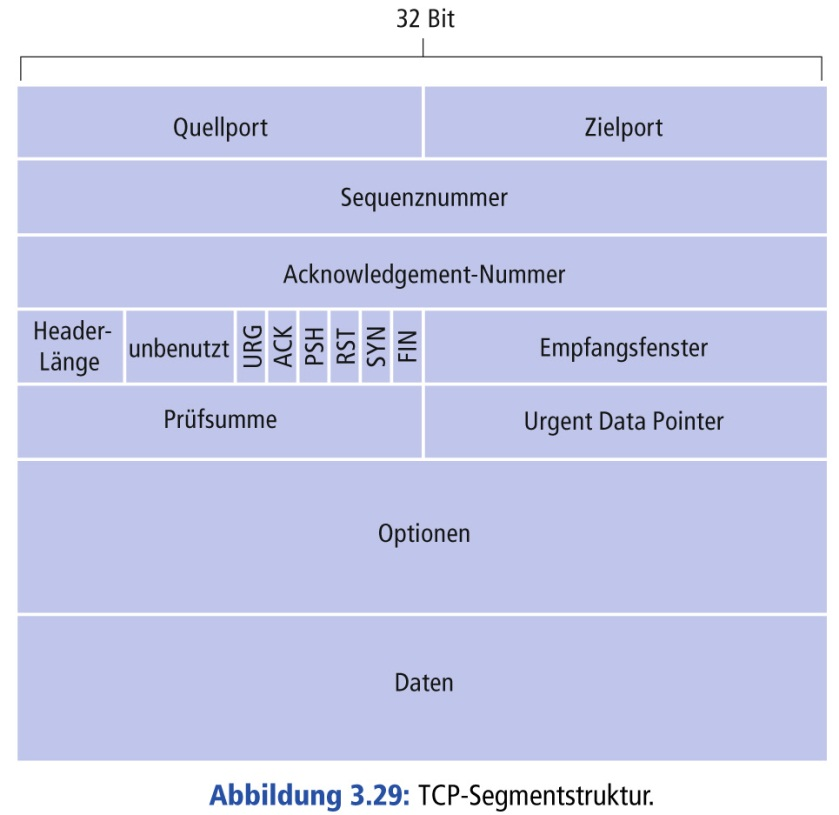 32 Bit
Quellport Zielport
Sequenznummer
Acknowledgement-Nummer
Header-
Länge unbenutzt URG ACK PSH RST SYN FIN Empfangsfenster
Prüfsumme Urgent Data Pointer
Optionen
Daten
Abbildung 3.29: TCP-Segmentstruktur.